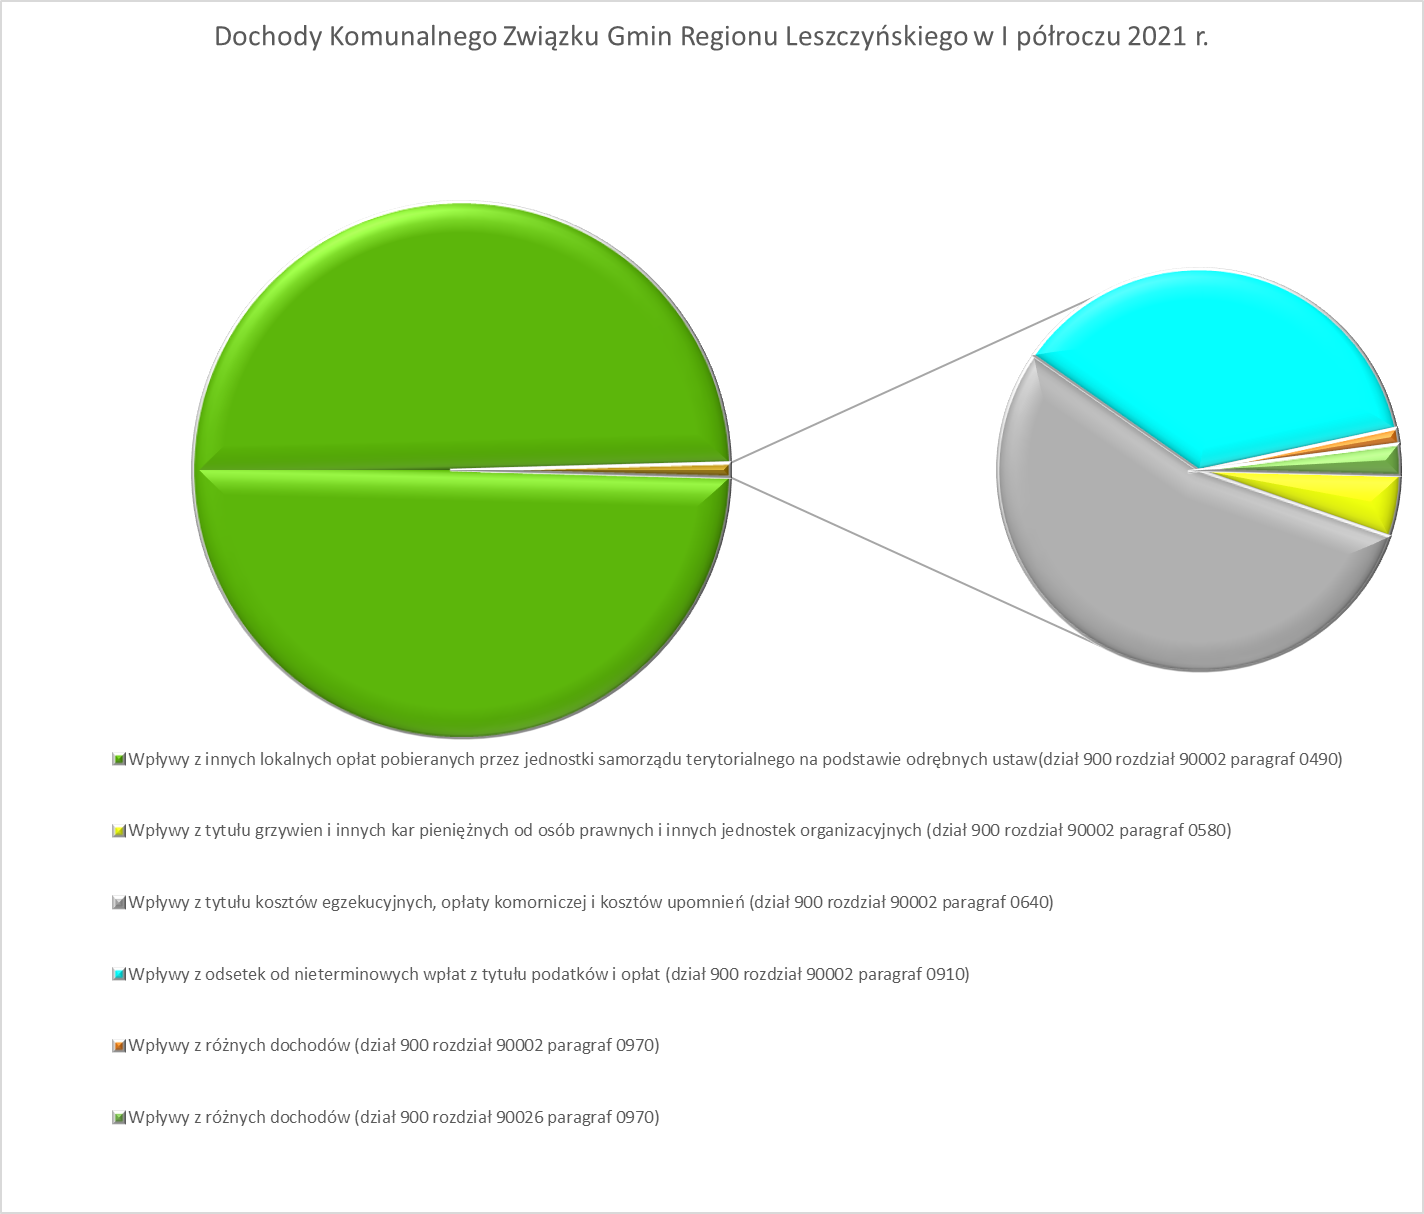 Dochody Komunalnego Związku Gmin Regionu Leszczyńskiego w I półroczu 2021 r.
Wpływy z innych lokalnych opłat pobieranych przez jednostki samorządu terytorialnego na podstawie odrębnych ustaw(dział 900 rozdział 90002 paragraf 0490)
Wpływy z tytułu grzywien i innych kar pieniężnych od osób prawnych i innych jednostek organizacyjnych (dział 900 rozdział 90002 paragraf 0580)
Wpływy z tytułu kosztów egzekucyjnych, opłaty komorniczej i kosztów upomnień (dział 900 rozdział 90002 paragraf 0640)
Wpływy z odsetek od nieterminowych wpłat z tytułu podatków i opłat (dział 900 rozdział 90002 paragraf 0910)
Wpływy z różnych dochodów (dział 900 rozdział 90002 paragraf 0970)
Wpływy z różnych dochodów (dział 900 rozdział 90026 paragraf 0970)